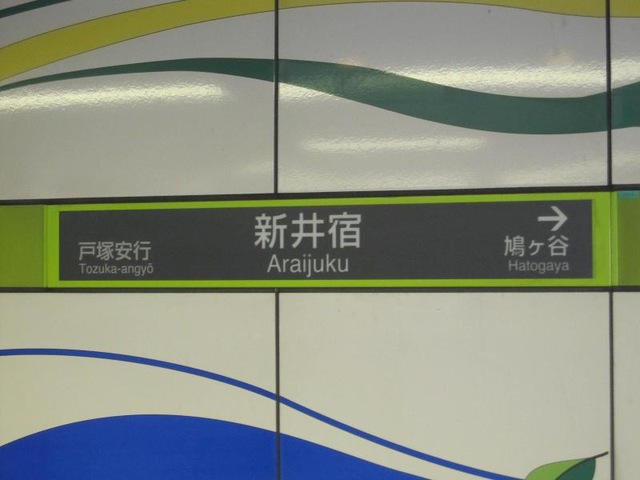 新井宿
Araijuku
戸塚安行
Tozuka-angyō
→
鳩ヶ谷
Hatogaya